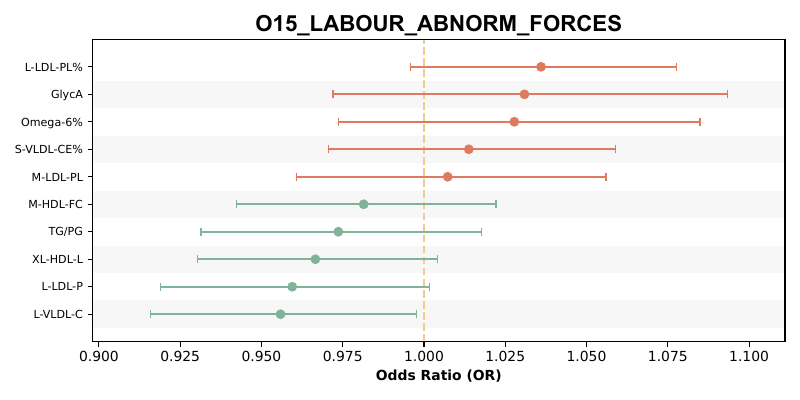 O15_LABOUR_ABNORM_FORCES
L-LDL-PL%
GlycA
Omega-6%
S-VLDL-CE%
M-LDL-PL
M-HDL-FC
TG/PG
XL-HDL-L
L-LDL-P
L-VLDL-C
0.900 0.925 0.950 0.975 1.000 1.025 1.050 1.075 1.100
Odds Ratio (OR)